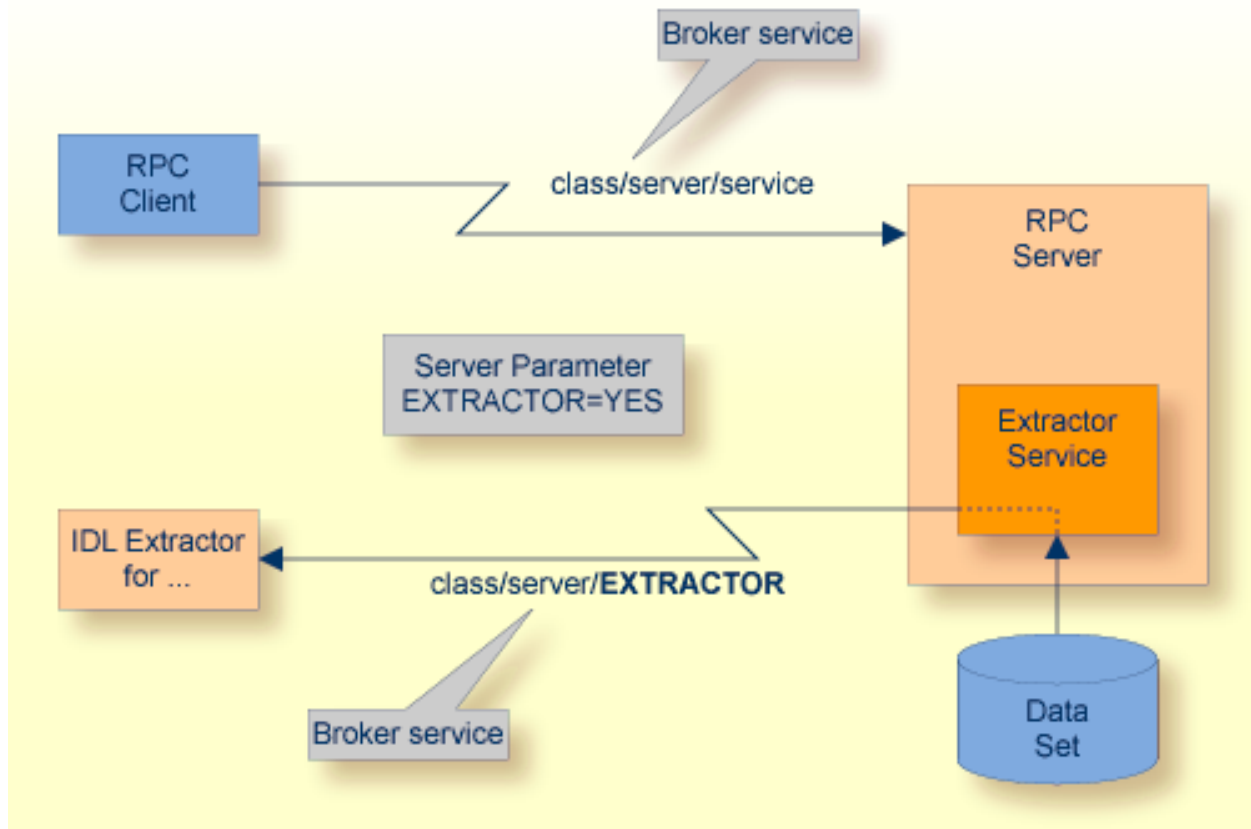 Broker service
RPC
Client
class/server/service
RPC
Server
Server Parameter
EXTRACTOR=YES
Extractor
Service
IDL Extractor
for ...
class/server/EXTRACTOR
Broker service
Data
Set